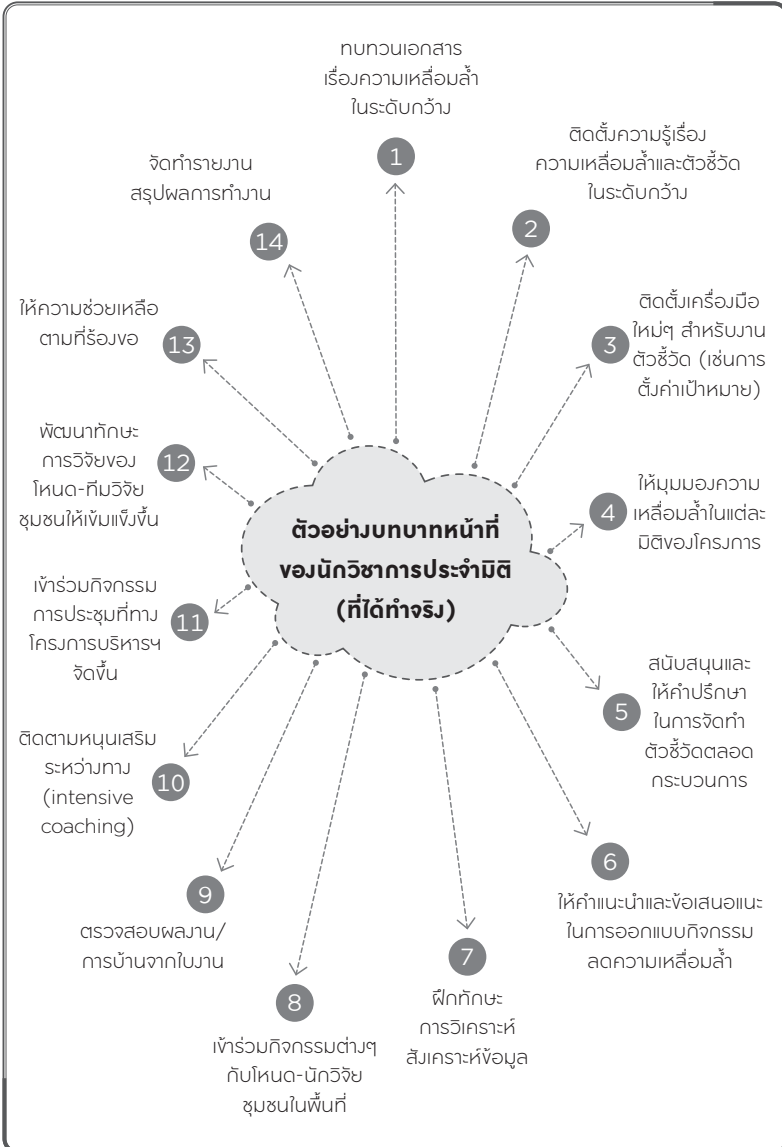 ตัวอย่างบทบาทหน้าที่
ของนักวิชาการประจำมิติ
(ที่ได้ทำจริง)
1
ทบทวนเอกสาร
เรื่องความเหลื่อมล้ำ
ในระดับกว้าง
2
ติดตั้งความรู้เรื่อง
ความเหลื่อมล้ำและตัวชี้วัด
ในระดับกว้าง
3
ติดตั้งเครื่องมือ
ใหม่ๆ สำหรับงาน
ตัวชี้วัด (เช่นการ
ตั้งค่าเป้าหมาย)
4
ให้มุมมองความ
เหลื่อมล้ำในแต่ละ
มิติของโครงการ
5
สนับสนุนและ
ให้คำปรึกษา
ในการจัดทำ
ตัวชี้วัดตลอด
กระบวนการ
6
ให้คำแนะนำและข้อเสนอแนะ
ในการออกแบบกิจกรรม
ลดความเหลื่อมล้ำ
7
ฝึกทักษะ
การวิเคราะห์
สังเคราะห์ข้อมูล
8
เข้าร่วมกิจกรรมต่างๆ
กับโหนด-นักวิจัย
ชุมชนในพื้นที่
9
ตรวจสอบผลงาน/
การบ้านจากใบงาน
10
ติดตามหนุนเสริม
ระหว่างทาง
(intensive
coaching)
11
เข้าร่วมกิจกรรม
การประชุมที่ทาง
โครงการบริหารฯ
จัดขึ้น
12
พัฒนาทักษะ
การวิจัยของ
โหนด-ทีมวิจัย
ชุมชนให้เข้มแข็งขึ้น
13
ให้ความช่วยเหลือ
ตามที่ร้องขอ
14
จัดทำรายงาน
สรุปผลการทำงาน